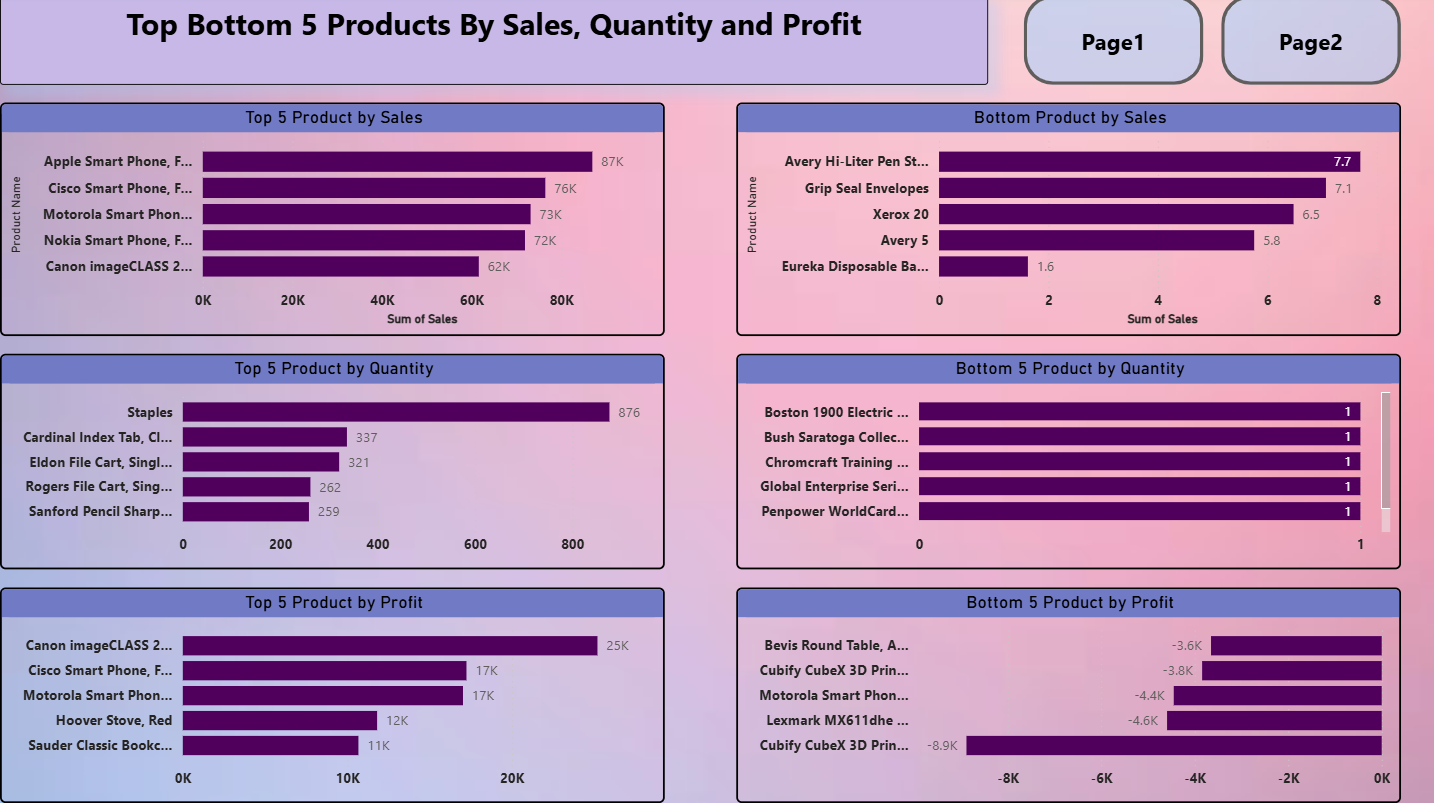 Top Bottom 5 Products By Sales, Quantity and Profit
Page1
Page2
Top 5 Product by Sales
Product Name
Apple Smart Phone, F... 87K
Cisco Smart Phone, F... 76K
Motorola Smart Phon... 73K
Nokia Smart Phone, F... 72K
Canon imageCLASS 2... 62K
0K 20K 40K 60K 80K
Sum of Sales
Bottom Product by Sales
Product Name
Avery Hi-Liter Pen St... 7.7
Grip Seal Envelopes 7.1
Xerox 20 6.5
Avery 5 5.8
Eureka Disposable Ba... 1.6
0 2 4 6 8
Sum of Sales
Top 5 Product by Quantity
Staples 876
Cardinal Index Tab, Cl... 337
Eldon File Cart, Singl... 321
Rogers File Cart, Sing... 262
Sanford Pencil Sharp... 259
0 200 400 600 800
Bottom 5 Product by Quantity
Boston 1900 Electric ... 1
Bush Saratoga Collec... 1
Chromcraft Training ... 1
Global Enterprise Seri... 1
Penpower WorldCard... 1
0 1
Top 5 Product by Profit
Canon imageCLASS 2... 25K
Cisco Smart Phone, F... 17K
Motorola Smart Phon... 17K
Hoover Stove, Red 12K
Sauder Classic Bookc... 11K
0K 10K 20K
Bottom 5 Product by Profit
Bevis Round Table, A... -3.6K
Cubify CubeX 3D Prin... -3.8K
Motorola Smart Phon... -4.4K
Lexmark MX611dhe ... -4.6K
Cubify CubeX 3D Prin... -8.9K
-8K -6K -4K -2K 0K